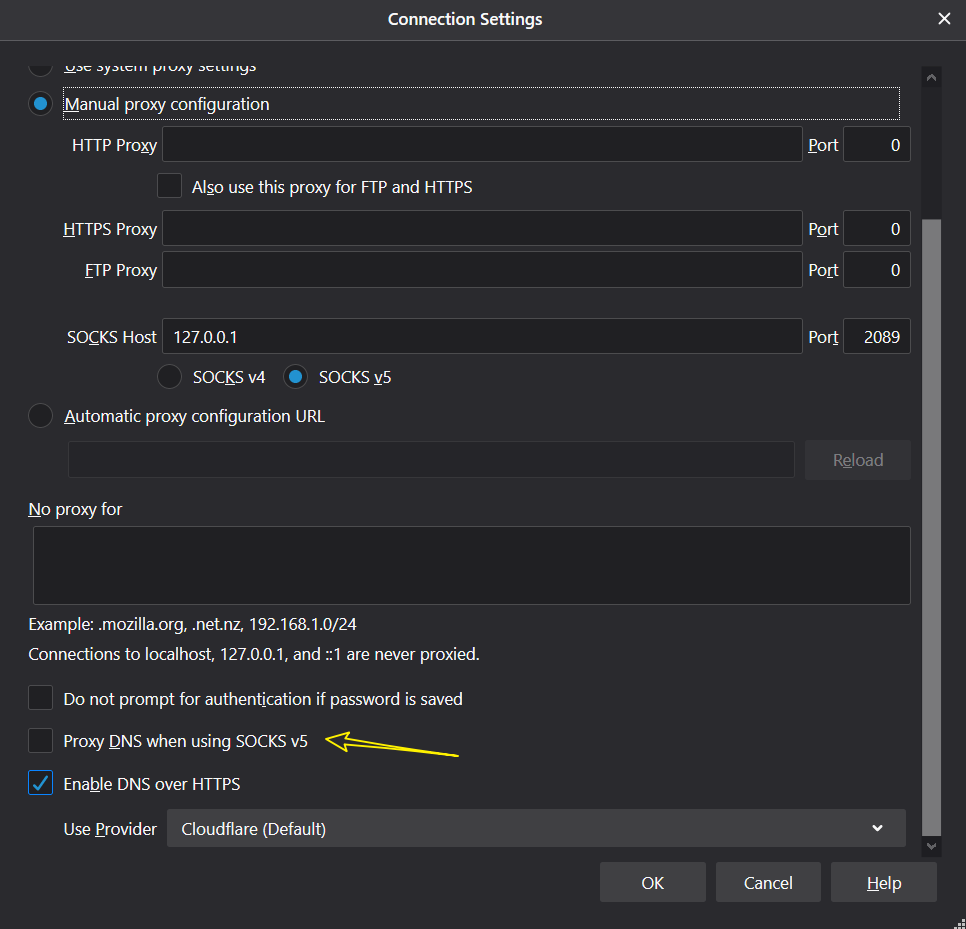 Connection Settings
Use system proxy settings
Manual proxy configuration
HTTP Proxy Port 0
Also use this proxy for FTP and HTTPS
HTTPS Proxy Port 0
FTP Proxy Port 0
SOCKS Host 127.0.0.1 Port 2089
SOCKS v4 SOCKS v5
Automatic proxy configuration URL
Reload
No proxy for
Example: .mozilla.org, .net.nz, 192.168.1.0/24
Connections to localhost, 127.0.0.1, and ::1 are never proxied.
Do not prompt for authentication if password is saved
Proxy DNS when using SOCKS v5
Enable DNS over HTTPS
Use Provider Cloudflare (Default)
OK Cancel Help